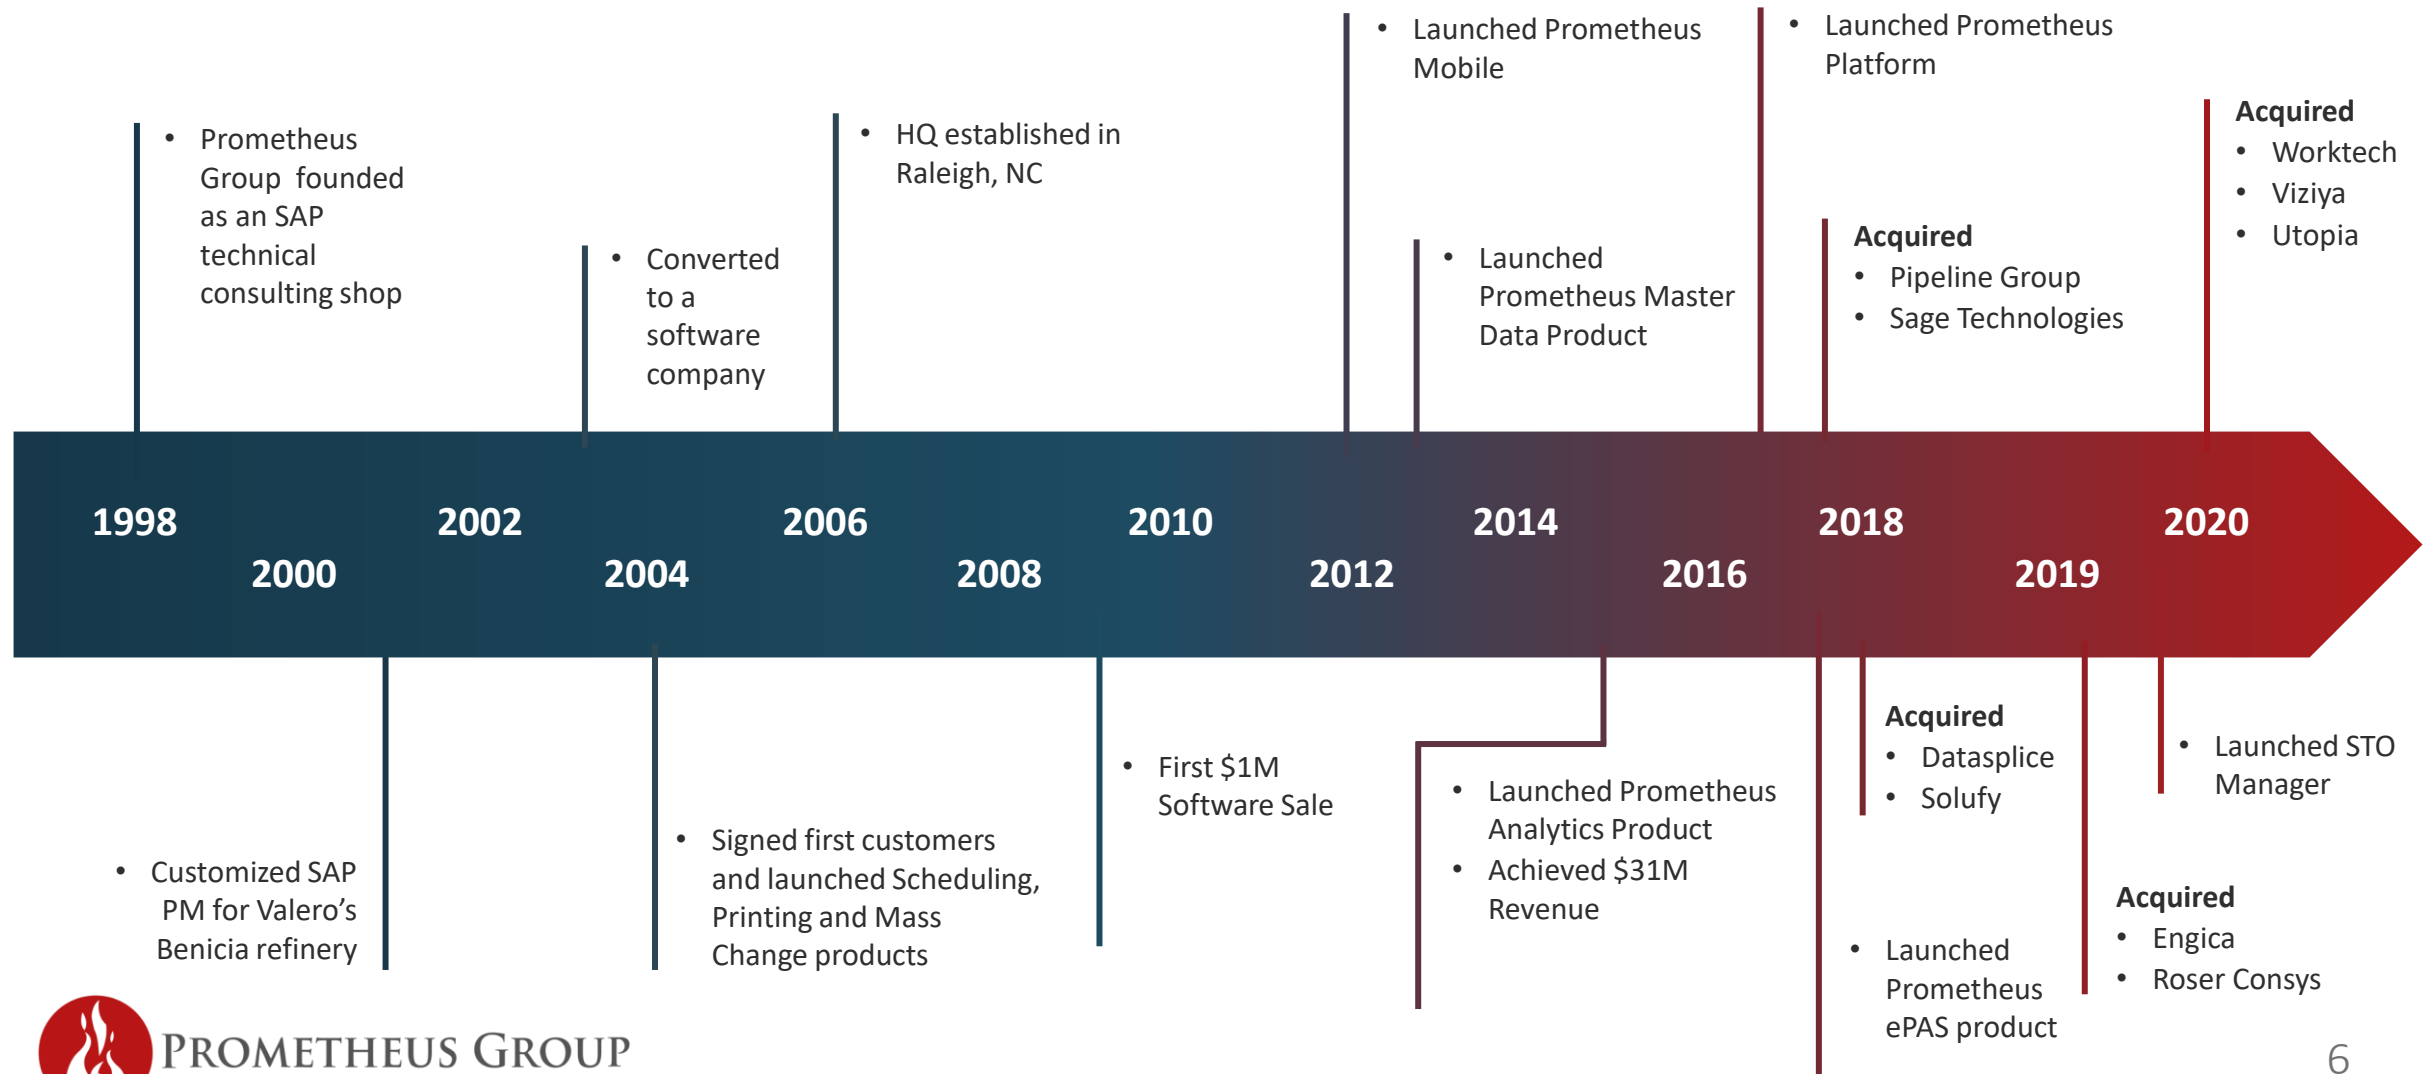 • Launched Prometheus
Mobile
• Launched Prometheus
Platform
• Prometheus
Group  founded
as an SAP
technical
consulting shop
• Converted
to a
software
company
• HQ established in
Raleigh, NC
• Launched
Prometheus Master
Data Product
Acquired
• Pipeline Group
• Sage Technologies
Acquired
• Worktech
• Viziya
• Utopia
1998
2000
2002
2004
2006
2008
2010
2012
2014
2016
2018
2019
2020
• Customized SAP
PM for Valero’s
Benicia refinery
• Signed first customers
and launched Scheduling,
Printing and Mass
Change products
• First $1M
Software Sale
• Launched Prometheus
Analytics Product
• Achieved $31M
Revenue
Acquired
• Datasplice
• Solufy
• Launched
Prometheus
ePAS product
• Launched STO
Manager
Acquired
• Engica
• Roser Consys
PROMETHEUS GROUP
6